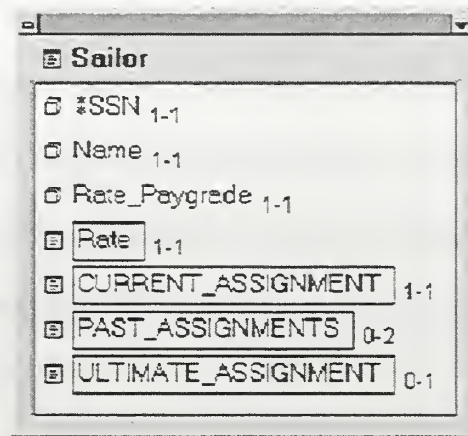 Sailor
*SSN 1-1
Name 1-1
Rate_Paygrade 1-1
Rate 1-1
CURRENT_ASSIGNMENT 1-1
PAST_ASSIGNMENTS 0-2
ULTIMATE_ASSIGNMENT 0-1